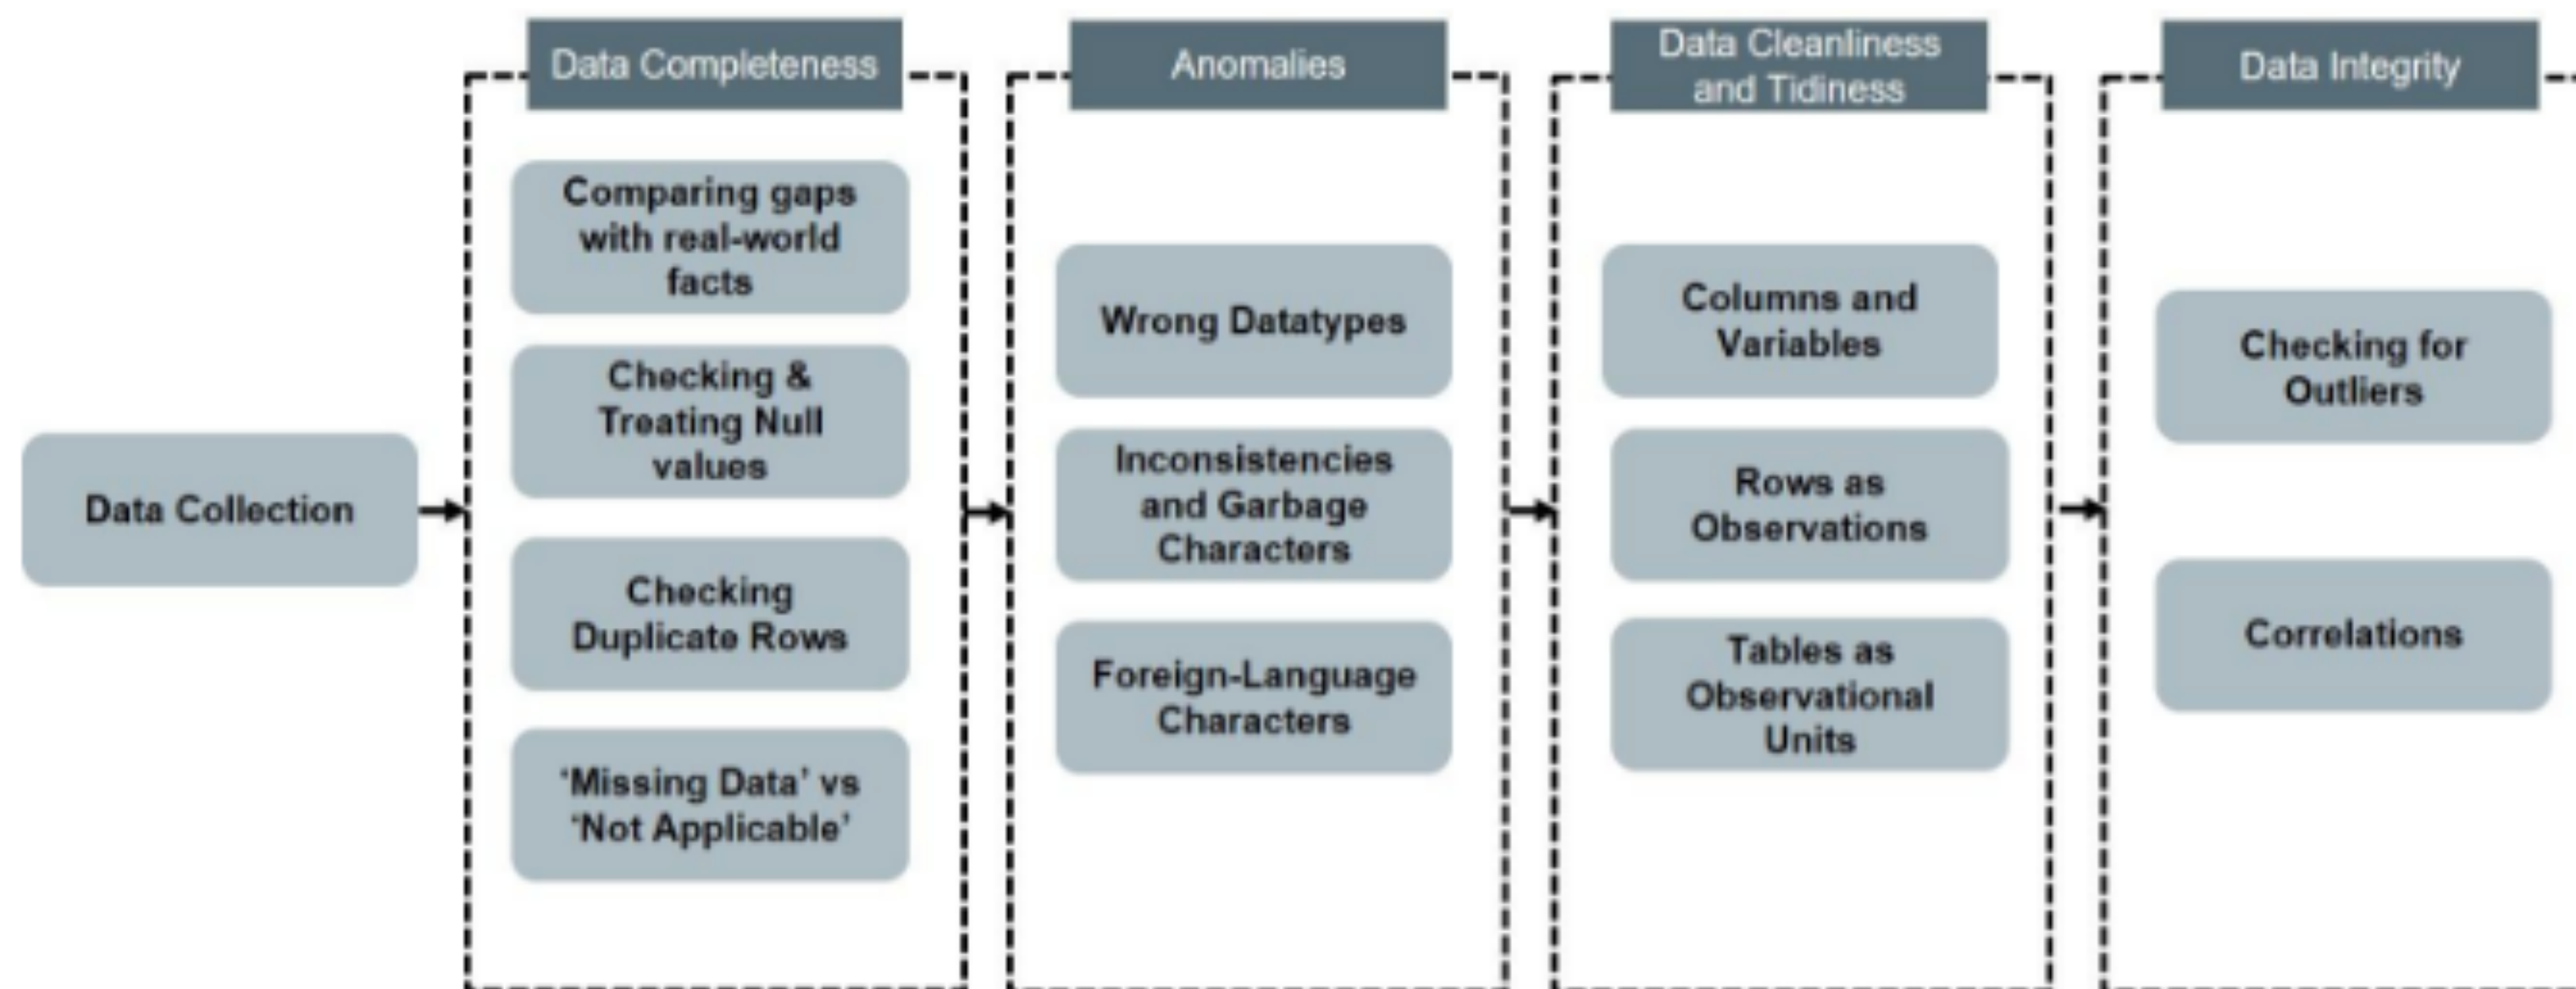 Data Collection
Data Completeness
Comparing gaps
with real-world
facts
Checking &
Treating Null
values
Checking
Duplicate Rows
‘Missing Data’ vs
‘Not Applicable’
Anomalies
Wrong Datatypes
Inconsistencies
and Garbage
Characters
Foreign-Language
Characters
Data Cleanliness
and Tidiness
Columns and
Variables
Rows as
Observations
Tables as
Observational
Units
Data Integrity
Checking for
Outliers
Correlations